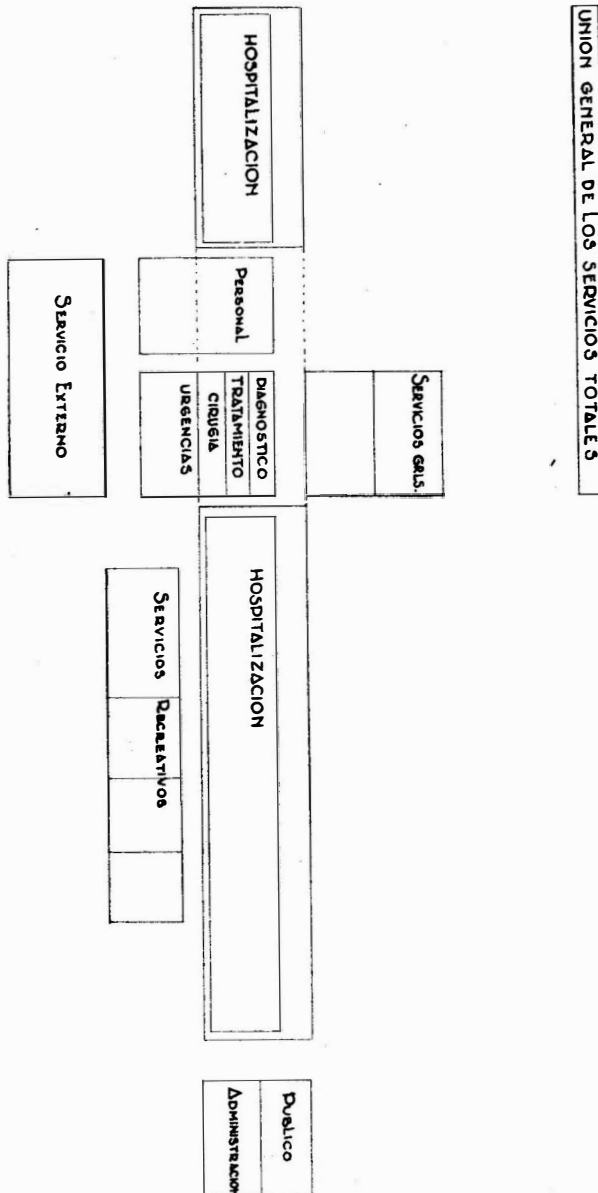 UNION GENERAL DE LOS SERVICIOS TOTALES
SERVICIOS GRLS.
HOSPITALIZACION
PERSONAL
DIAGNOSTICO
TRATAMIENTO
CIRUGIA
URGENCIAS
HOSPITALIZACION
PUBLICO
ADMINISTRACION
SERVICIOS RECREATIVOS
SERVICIO EXTERNO